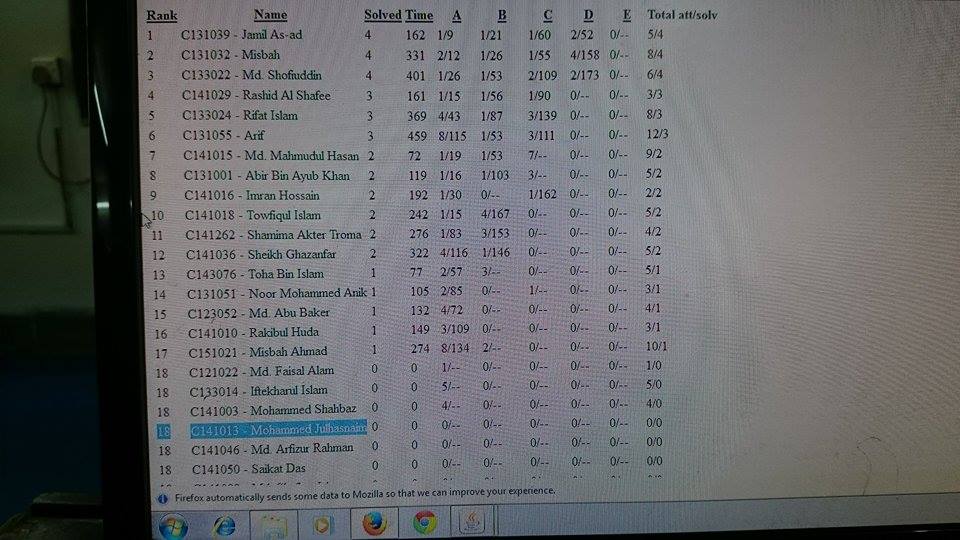 Rank Name Solved Time A B C D E Total att/solv
1 C131039 - Jamil As-ad 4 162 1/9 1/21 1/60 2/52 0/-- 5/4
2 C131032 - Misbah 4 331 2/12 1/26 1/55 4/158 0/-- 8/4
3 C133022 - Md. Shofiuddin 4 401 1/26 1/53 2/109 2/173 0/-- 6/4
4 C141029 - Rashid Al Shafee 3 161 1/15 1/56 1/90 0/-- 0/-- 3/3
5 C133024 - Rifat Islam 3 369 4/43 1/87 3/139 0/-- 0/-- 8/3
6 C131055 - Arif 3 459 8/115 1/53 3/111 0/-- 0/-- 12/3
7 C141015 - Md. Mahmudul Hasan 2 72 1/19 1/53 7/-- 0/-- 0/-- 9/2
8 C131001 - Abir Bin Ayub Khan 2 119 1/16 1/103 3/-- 0/-- 0/-- 5/2
9 C141016 - Imran Hossain 2 192 1/30 0/-- 1/162 0/-- 0/-- 2/2
10 C141018 - Towfiqul Islam 2 242 1/15 4/167 0/-- 0/-- 0/-- 5/2
11 C141262 - Shamima Akter Troma 2 276 1/83 3/153 0/-- 0/-- 0/-- 4/2
12 C141036 - Sheikh Ghazanfar 2 322 4/116 1/146 0/-- 0/-- 0/-- 5/2
13 C143076 - Toha Bin Islam 1 77 2/57 3/-- 0/-- 0/-- 0/-- 5/1
14 C131051 - Noor Mohammed Anik 1 105 2/85 0/-- 1/-- 0/-- 0/-- 3/1
15 C123052 - Md. Abu Baker 1 132 4/72 0/-- 0/-- 0/-- 0/-- 4/1
16 C141010 - Rakibul Huda 1 149 3/109 0/-- 0/-- 0/-- 0/-- 3/1
17 C151021 - Misbah Ahmad 1 274 8/134 2/-- 0/-- 0/-- 0/-- 10/1
18 C121022 - Md. Faisal Alam 0 0 1/-- 0/-- 0/-- 0/-- 0/-- 1/0
18 C133014 - Iftekharul Islam 0 0 5/-- 0/-- 0/-- 0/-- 0/-- 5/0
18 C141003 - Mohammed Shahbaz 0 0 4/-- 0/-- 0/-- 0/-- 0/-- 4/0
18 C141013 - Mohammed Julhasnaim 0 0 0/-- 0/-- 0/-- 0/-- 0/-- 0/0
18 C141046 - Md. Arfizur Rahman 0 0 0/-- 0/-- 0/-- 0/-- 0/-- 0/0
18 C141050 - Saikat Das 0 0 0/-- 0/-- 0/-- 0/-- 0/-- 0/0
Firefox automatically sends some data to Mozilla so that we can improve your experience.